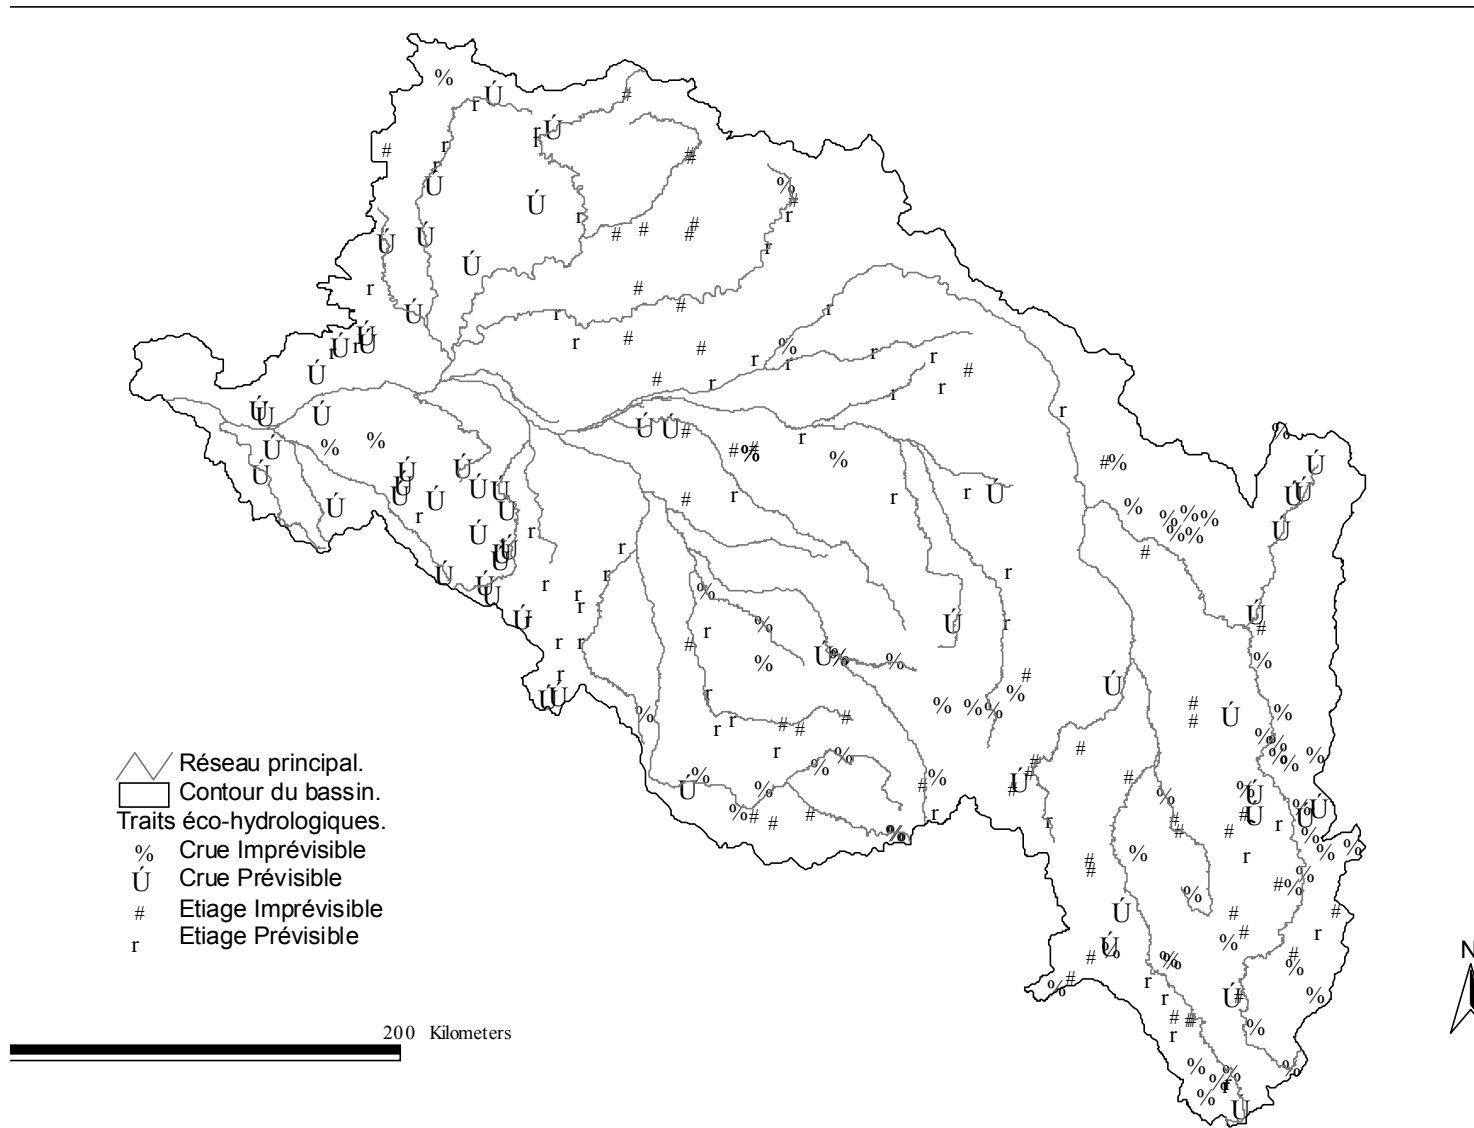 Réseau principal.
Contour du bassin.
Traits éco-hydrologiques.
% Crue Imprévisible
Ú Crue Prévisible
# Etiage Imprévisible
r Etiage Prévisible
200 Kilometers
N